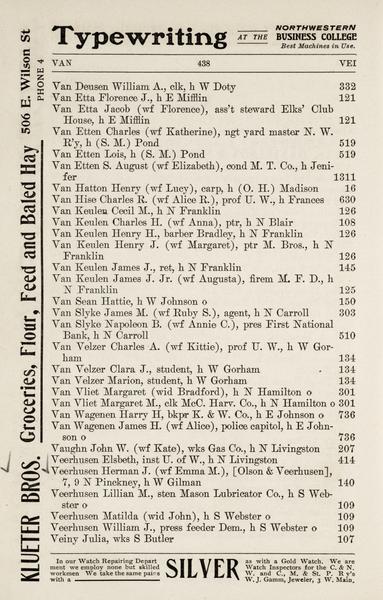 Typewriting AT THE NORTHWESTERN BUSINESS COLLEGE
Best Machines in Use.
VAN 438 VEI
Van Deusen William A., clk, h W Doty 332
Van Etta Florence J., h E Mifflin 121
Van Etta Jacob (wf Florence), ass't steward Elks' Club
House, h E Mifflin 121
Van Etten Charles (wf Katherine), ngt yard master N. W.
R'y, h (S. M.) Pond 519
Van Etten Lois, h (S. M.) Pond 519
Van Etten S. August (wf Elizabeth), cond M. T. Co., h Jeni-
fer 1311
Van Hatton Henry (wf Lucy), carp, h (O. H.) Madison 16
Van Hise Charles R. (wf Alice R.), prof U. W., h Frances 630
Van Keulen Cecil M., h N Franklin 126
Van Keulen Charles H. (wf Anna), ptr, h N Blair 108
Van Keulen Henry H., barber Bradley, h N Franklin 126
Van Keulen Henry J. (wf Margaret), ptr M. Bros., h N
Franklin 126
Van Keulen James J., ret, h N Franklin 145
Van Keulen James J. Jr. (wf Augusta), firem M. F. D., h
N Franklin 125
Van Sean Hattie, h W Johnson o 150
Van Slyke James M. (wf Ruby S.), agent, h N Carroll 303
Van Slyke Napoleon B. (wf Annie C.), pres First National
Bank, h N Carroll 510
Van Velzer Charles A. (wf Kittie), prof U. W., h W Gor-
ham 134
Van Velzer Clara J., student, h W Gorham 134
Van Velzer Marion, student, h W Gorham 134
Van Vliet Margaret (wid Bradford), h N Hamilton o 301
Van Vliet Margaret M., clk McC. Harv. Co., h N Hamilton o 301
Van Wagenen Harry H, bkpr K. & W. Co., h E Johnson o 736
Van Wagenen James H. (wf Alice), police capitol, h E John-
son o 736
Vaughn John W. (wf Kate), wks Gas Co., h N Livingston 207
Veerhusen Elsbeth, inst U. of W., h N Livingston 414
Veerhusen Herman J. (wf Emma M.), [Olson & Veerhusen],
7, 9 N Pinckney, h W Gilman 140
Veerhusen Lillian M., sten Mason Lubricator Co., h S Web-
ster o 109
Veerhusen Matilda (wid John), h S Webster o 109
Veerhusen William J., press feeder Dem., h S Webster o 109
Veiny Julia, wks S Butler 107
KLUETER BROS. Groceries, Flour, Feed and Baled Hay 506 E. Wilson St
PHONE 4
In our Watch Repairing Depart
ment we employ none but skilled
workmen We take the same pains
with a
SILVER
as with a Gold Watch. We are
Watch Inspectors for the C. & N.
W. and C., M. & St. P. Ry's
W. J. Gamm, Jeweler, 3 W. Main,